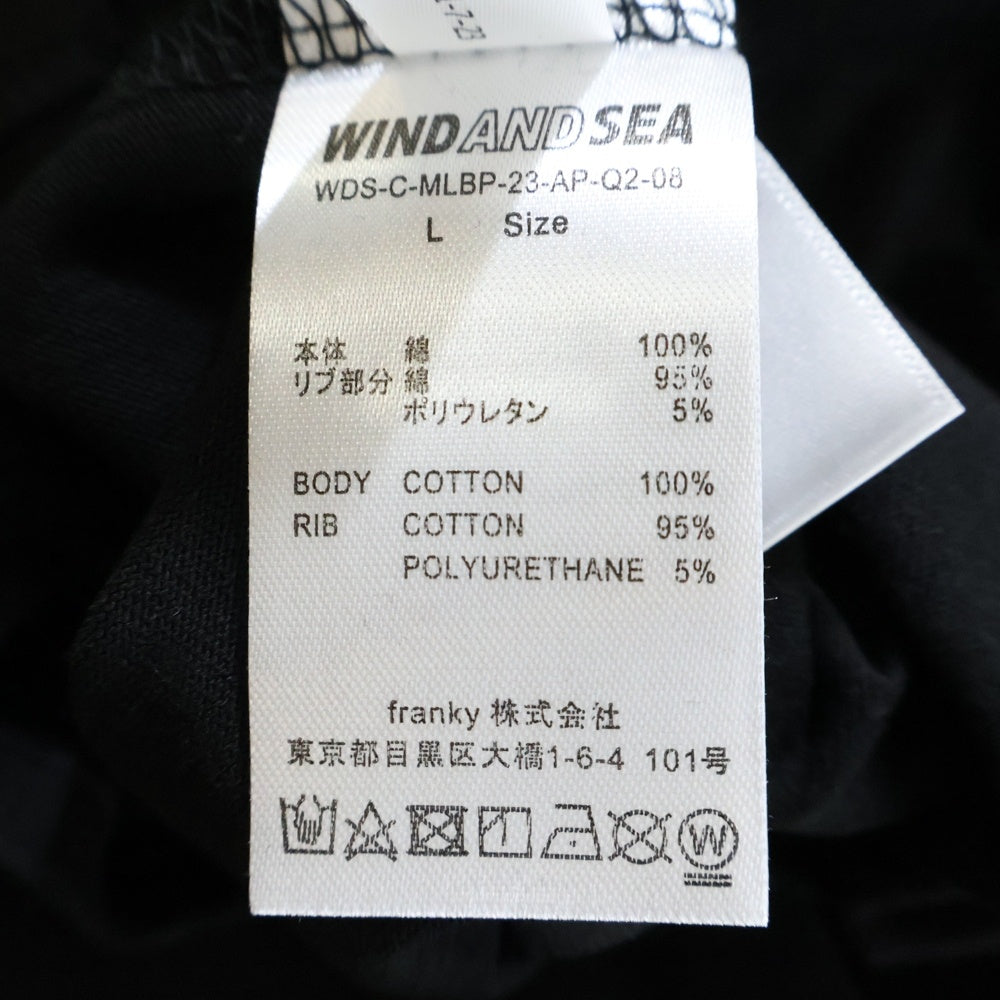 -7-23
WINDANDSEA
WDS-C-MLBP-23-AP-Q2-08
L Size
本体 綿 100%
リブ部分 綿 95%
ポリウレタン 5%
BODY COTTON 100%
RIB COTTON 95%
POLYURETHANE 5%
franky 株式会社
東京都目黒区大橋1-6-4 101号
W